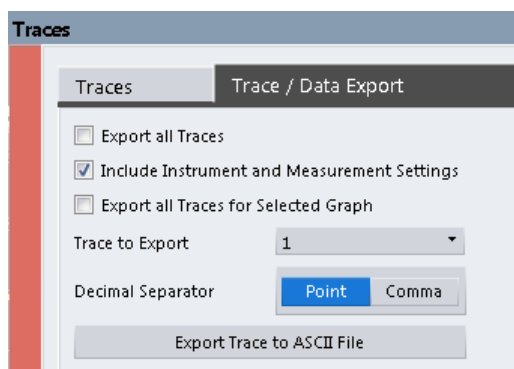 Traces
Traces Trace / Data Export
Export all Traces
Include Instrument and Measurement Settings
Export all Traces for Selected Graph
Trace to Export 1
Decimal Separator Point Comma
Export Trace to ASCII File